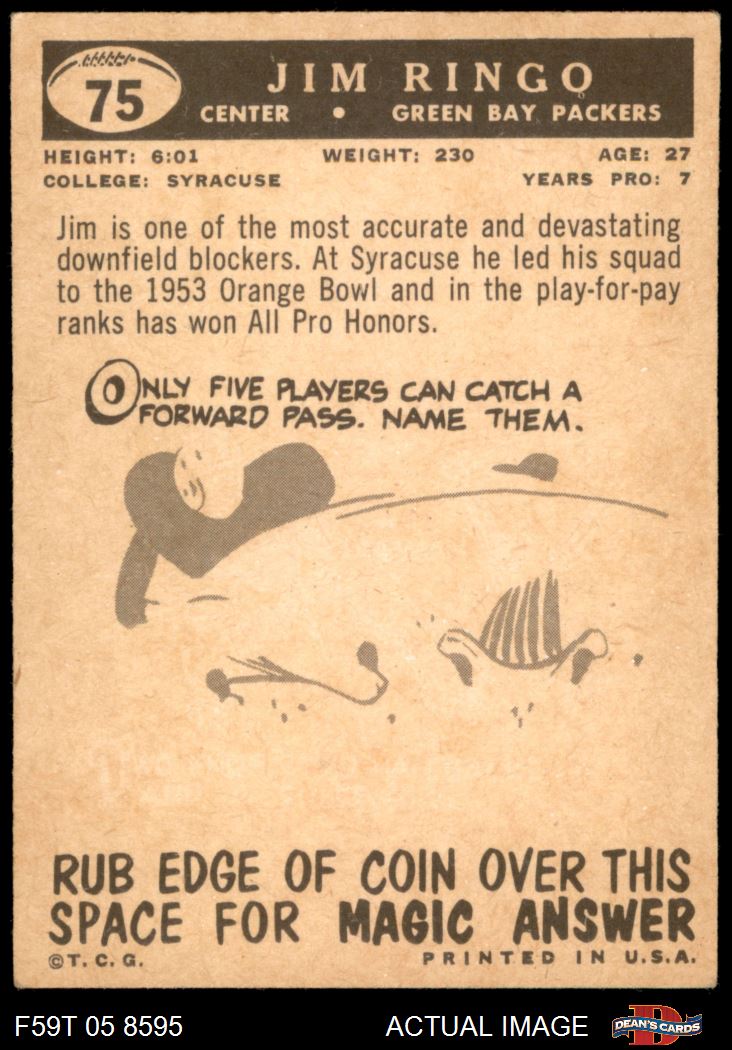 75
JIM RINGO
CENTER • GREEN BAY PACKERS
HEIGHT: 6:01 WEIGHT: 230 AGE: 27
COLLEGE: SYRACUSE YEARS PRO: 7
Jim is one of the most accurate and devastating
downfield blockers. At Syracuse he led his squad
to the 1953 Orange Bowl and in the play-for-pay
ranks has won All Pro Honors.
ONLY FIVE PLAYERS CAN CATCH A
FORWARD PASS. NAME THEM.
RUB EDGE OF COIN OVER THIS
SPACE FOR MAGIC ANSWER
© T. C. G. PRINTED IN U.S.A.
F59T 05 8595 ACTUAL IMAGE D DEAN'S CARDS